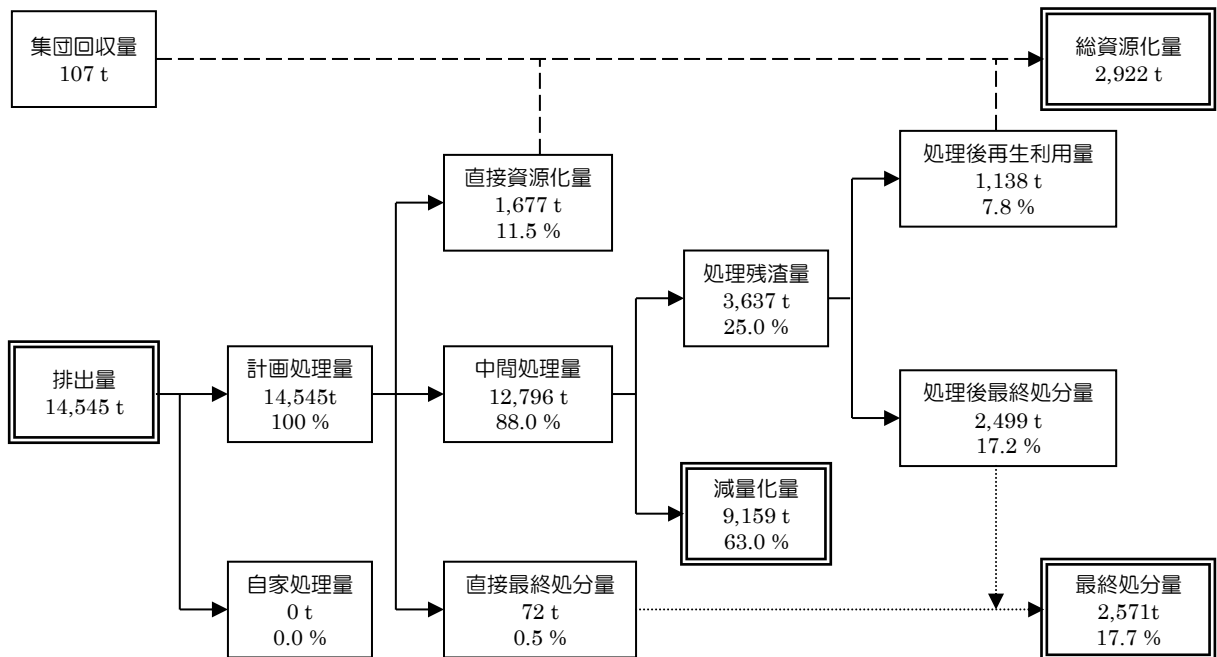 集団回収量
107 t
総資源化量
2,922 t
直接資源化量
1,677 t
11.5 %
処理後再生利用量
1,138 t
7.8 %
処理残渣量
3,637 t
25.0 %
排出量
14,545 t
計画処理量
14,545t
100 %
中間処理量
12,796 t
88.0 %
処理後最終処分量
2,499 t
17.2 %
減量化量
9,159 t
63.0 %
自家処理量
0 t
0.0 %
直接最終処分量
72 t
0.5 %
最終処分量
2,571t
17.7 %